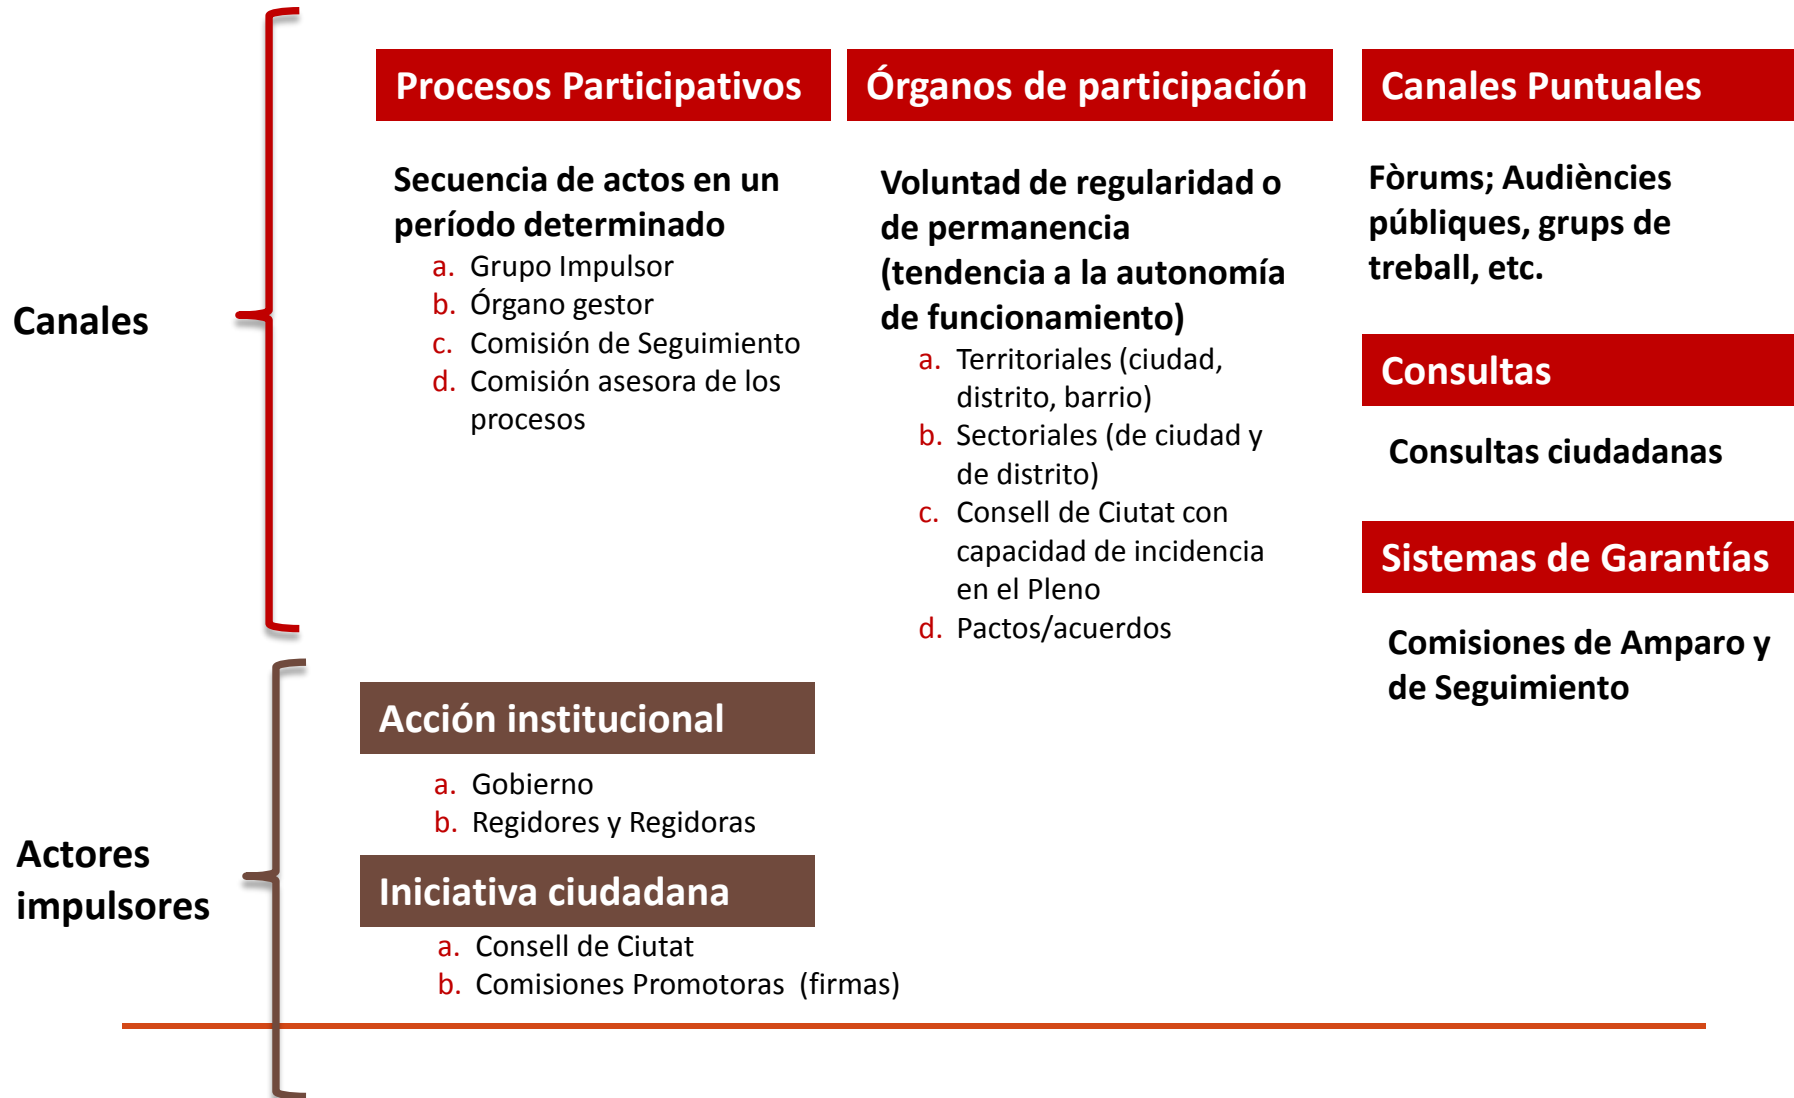 Canales
Procesos Participativos
Secuencia de actos en un
período determinado
a. Grupo Impulsor
b. Órgano gestor
c. Comisión de Seguimiento
d. Comisión asesora de los
procesos
Órganos de participación
Voluntad de regularidad o
de permanencia
(tendencia a la autonomía
de funcionamiento)
a. Territoriales (ciudad,
distrito, barrio)
b. Sectoriales (de ciudad y
de distrito)
c. Consell de Ciutat con
capacidad de incidencia
en el Pleno
d. Pactos/acuerdos
Canales Puntuales
Fòrums; Audiències
públiques, grups de
treball, etc.
Consultas
Consultas ciudadanas
Sistemas de Garantías
Comisiones de Amparo y
de Seguimiento
Actores
impulsores
Acción institucional
a. Gobierno
b. Regidores y Regidoras
Iniciativa ciudadana
a. Consell de Ciutat
b. Comisiones Promotoras (firmas)